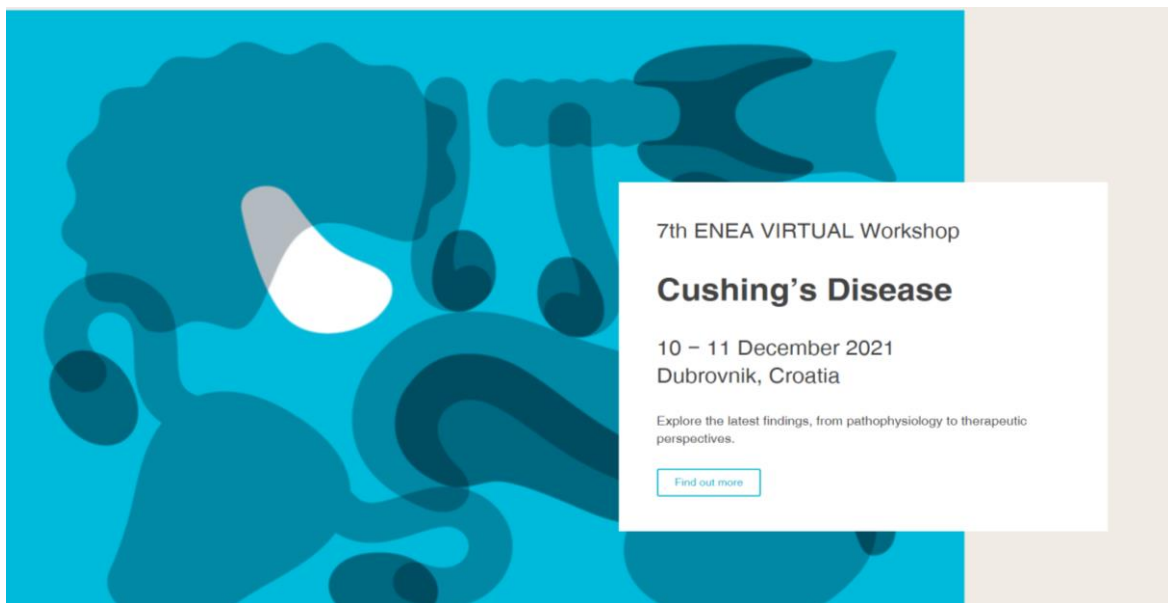 7th ENEA VIRTUAL Workshop
Cushing’s Disease
10 – 11 December 2021
Dubrovnik, Croatia
Explore the latest findings, from pathophysiology to therapeutic
perspectives.
Find out more